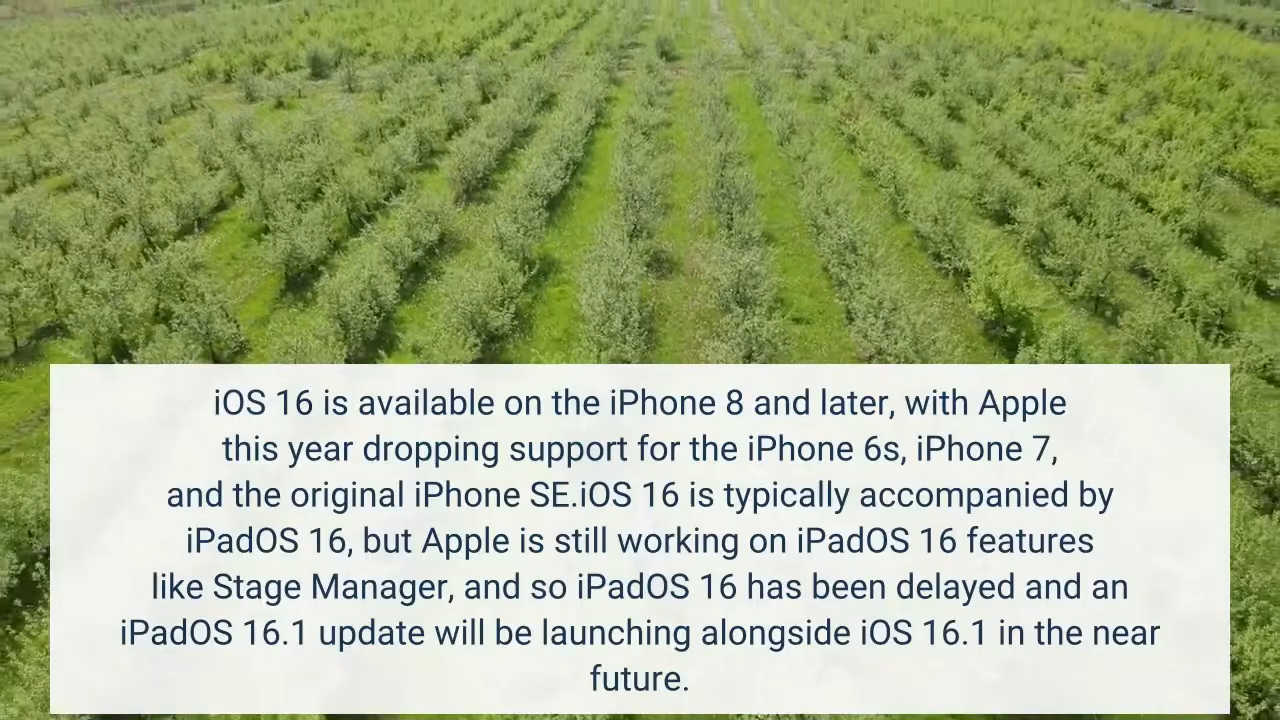 iOS 16 is available on the iPhone 8 and later, with Apple
this year dropping support for the iPhone 6s, iPhone 7,
and the original iPhone SE.iOS 16 is typically accompanied by
iPadOS 16, but Apple is still working on iPadOS 16 features
like Stage Manager, and so iPadOS 16 has been delayed and an
iPadOS 16.1 update will be launching alongside iOS 16.1 in the near
future.